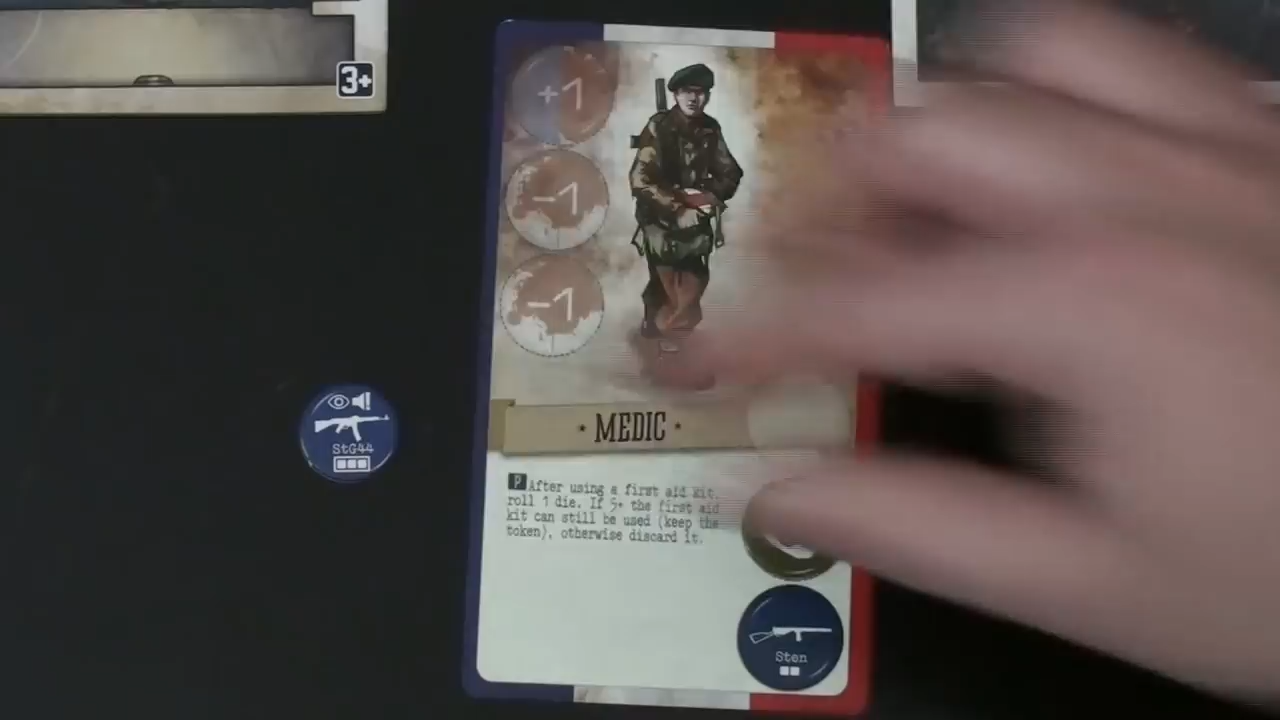 3+
+1
-1
-1
· MEDIC ·
StG44
P After using a first aid kit,
roll 1 die. If 5+ the first aid
kit can still be used (keep the
token), otherwise discard it.
Sten